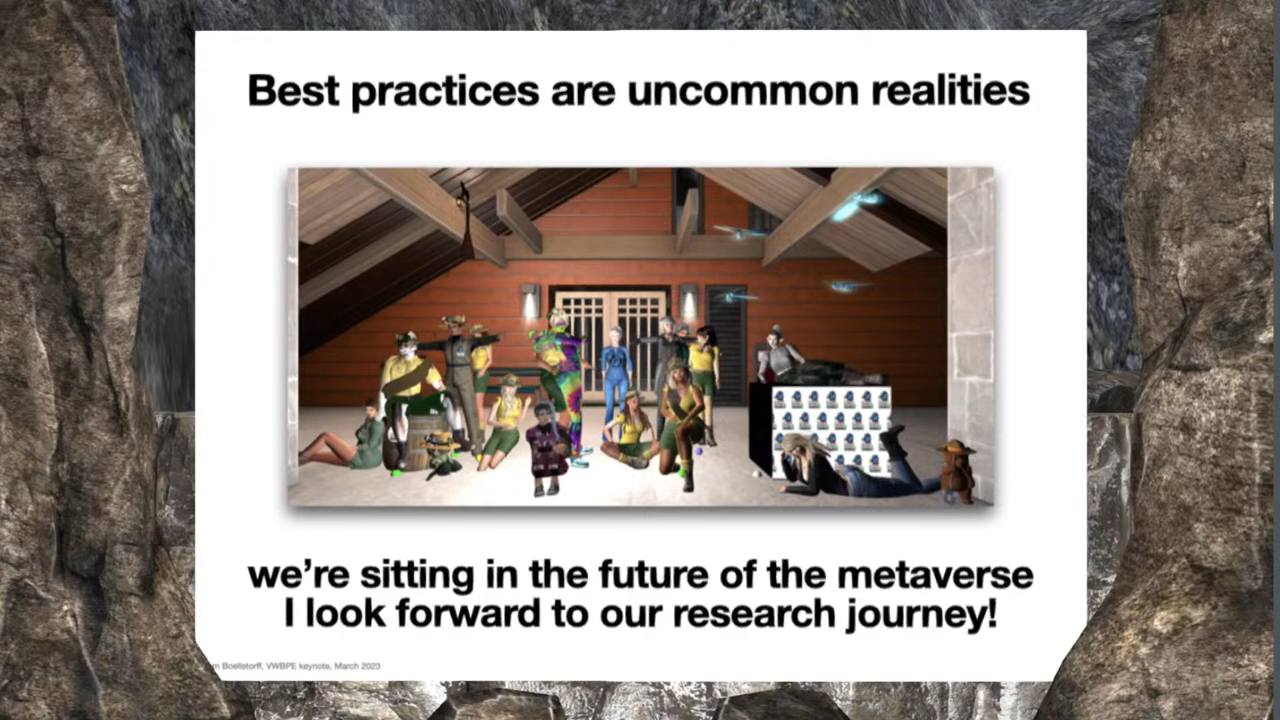 Best practices are uncommon realities
we're sitting in the future of the metaverse
I look forward to our research journey!
Boellstorff, VWBPE keynote, March 2023